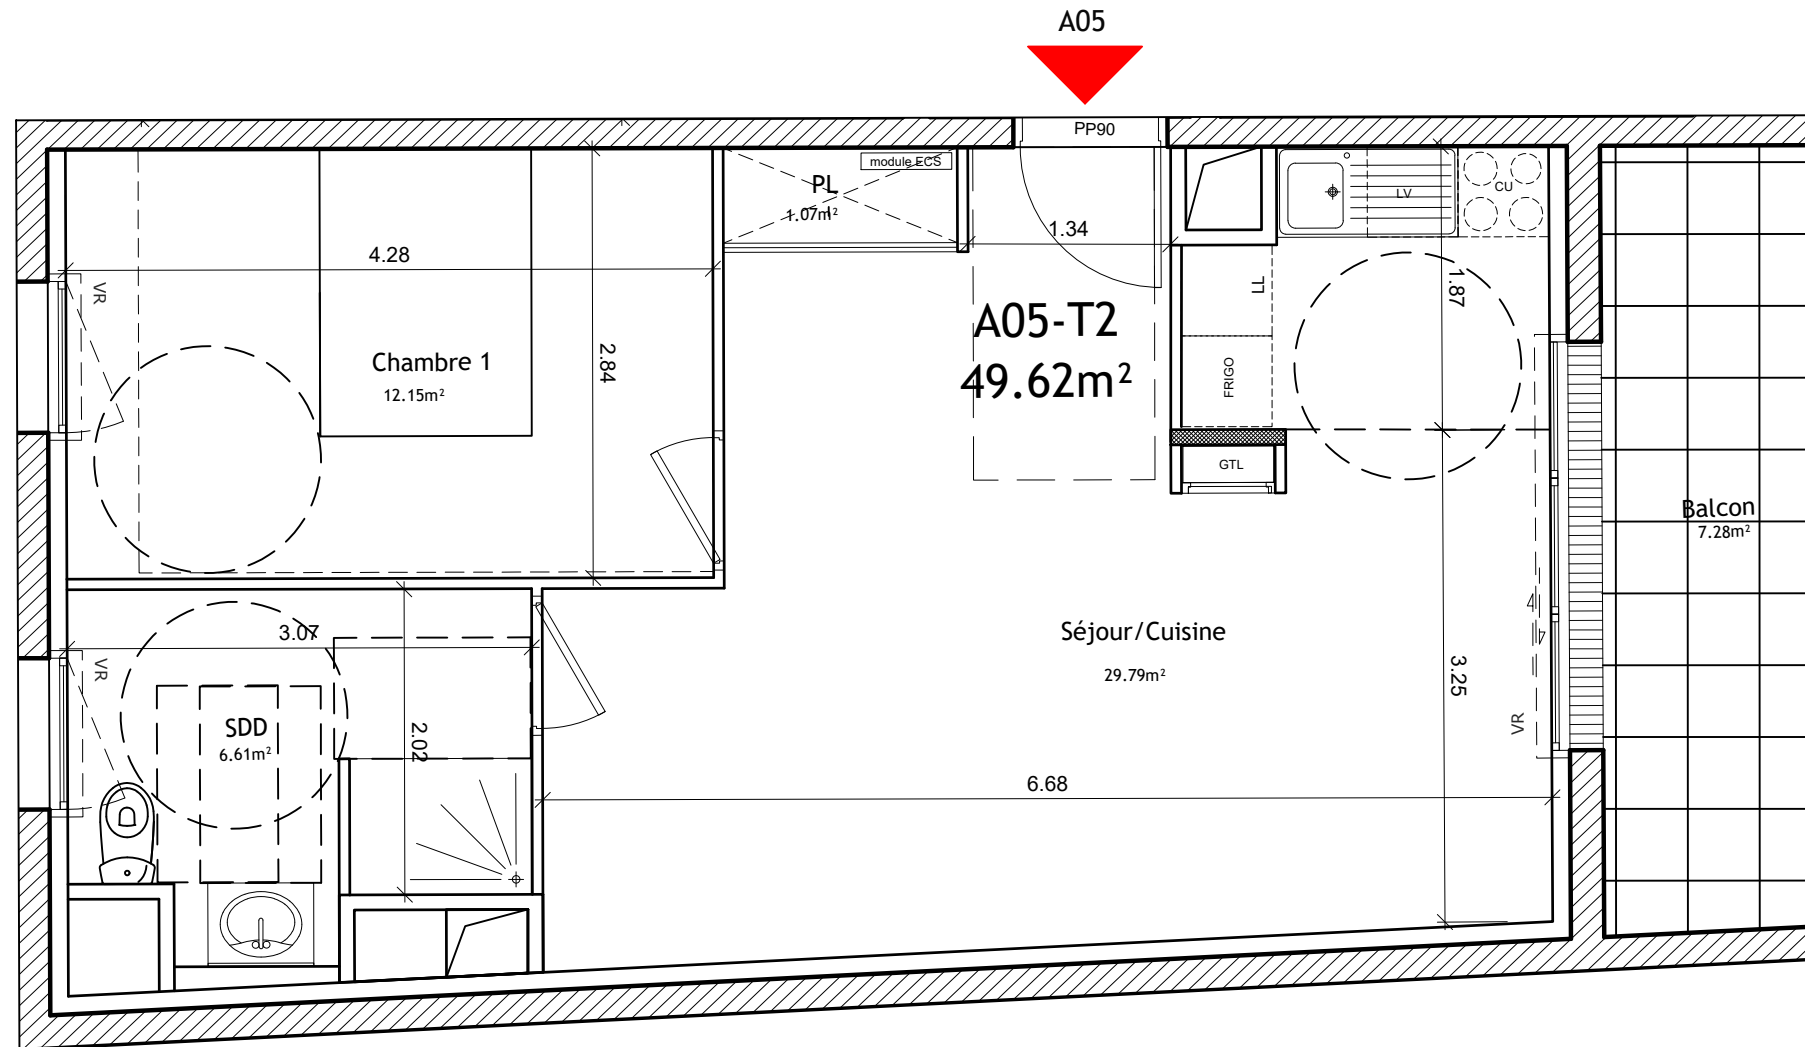 A05
PP90
module ECS
PL
1.07m²
LV
CU
1.34
4.28
VR
LL
1.87
A05-T2
49.62m²
2.84
Chambre 1
12.15m²
FRIGO
GTL
Balcon
7.28m²
3.07
Séjour/Cuisine
29.79m²
VR
3.25
SDD
6.61m²
2.02
VR
6.68